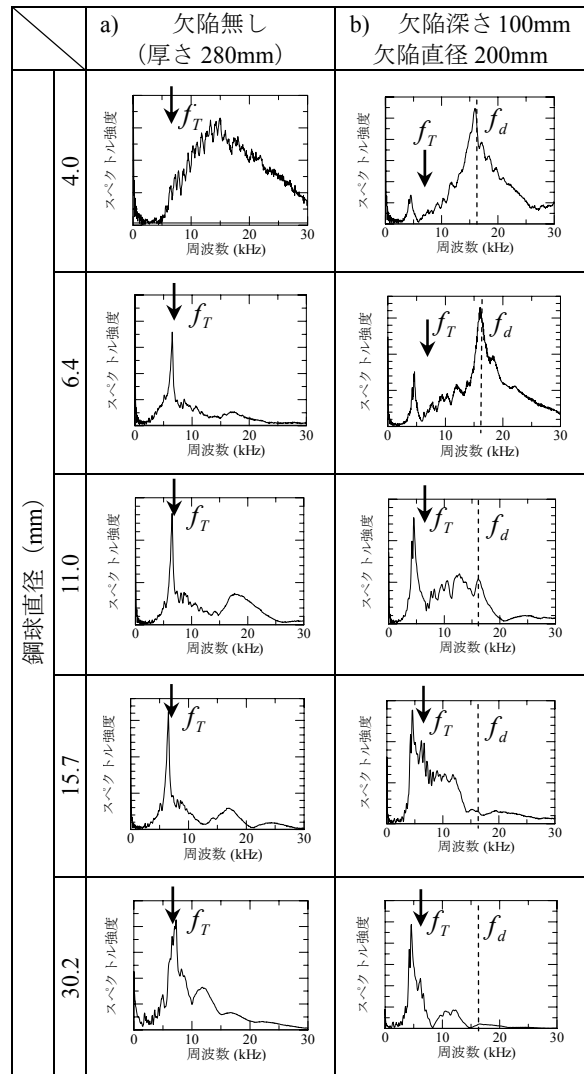 a) 欠陥無し
(厚さ 280mm)
b) 欠陥深さ 100mm
欠陥直径 200mm
鋼球直径 (mm)
4.0
スペクトル強度
f_T
0 10 20 30
周波数 (kHz)
スペクトル強度
f_T
f_d
0 10 20 30
周波数 (kHz)
6.4
スペクトル強度
f_T
0 10 20 30
周波数 (kHz)
スペクトル強度
f_T
f_d
0 10 20 30
周波数 (kHz)
11.0
スペクトル強度
f_T
0 10 20 30
周波数 (kHz)
スペクトル強度
f_T
f_d
0 10 20 30
周波数 (kHz)
15.7
スペクトル強度
f_T
0 10 20 30
周波数 (kHz)
スペクトル強度
f_T
f_d
0 10 20 30
周波数 (kHz)
30.2
スペクトル強度
f_T
0 10 20 30
周波数 (kHz)
スペクトル強度
f_T
f_d
0 10 20 30
周波数 (kHz)